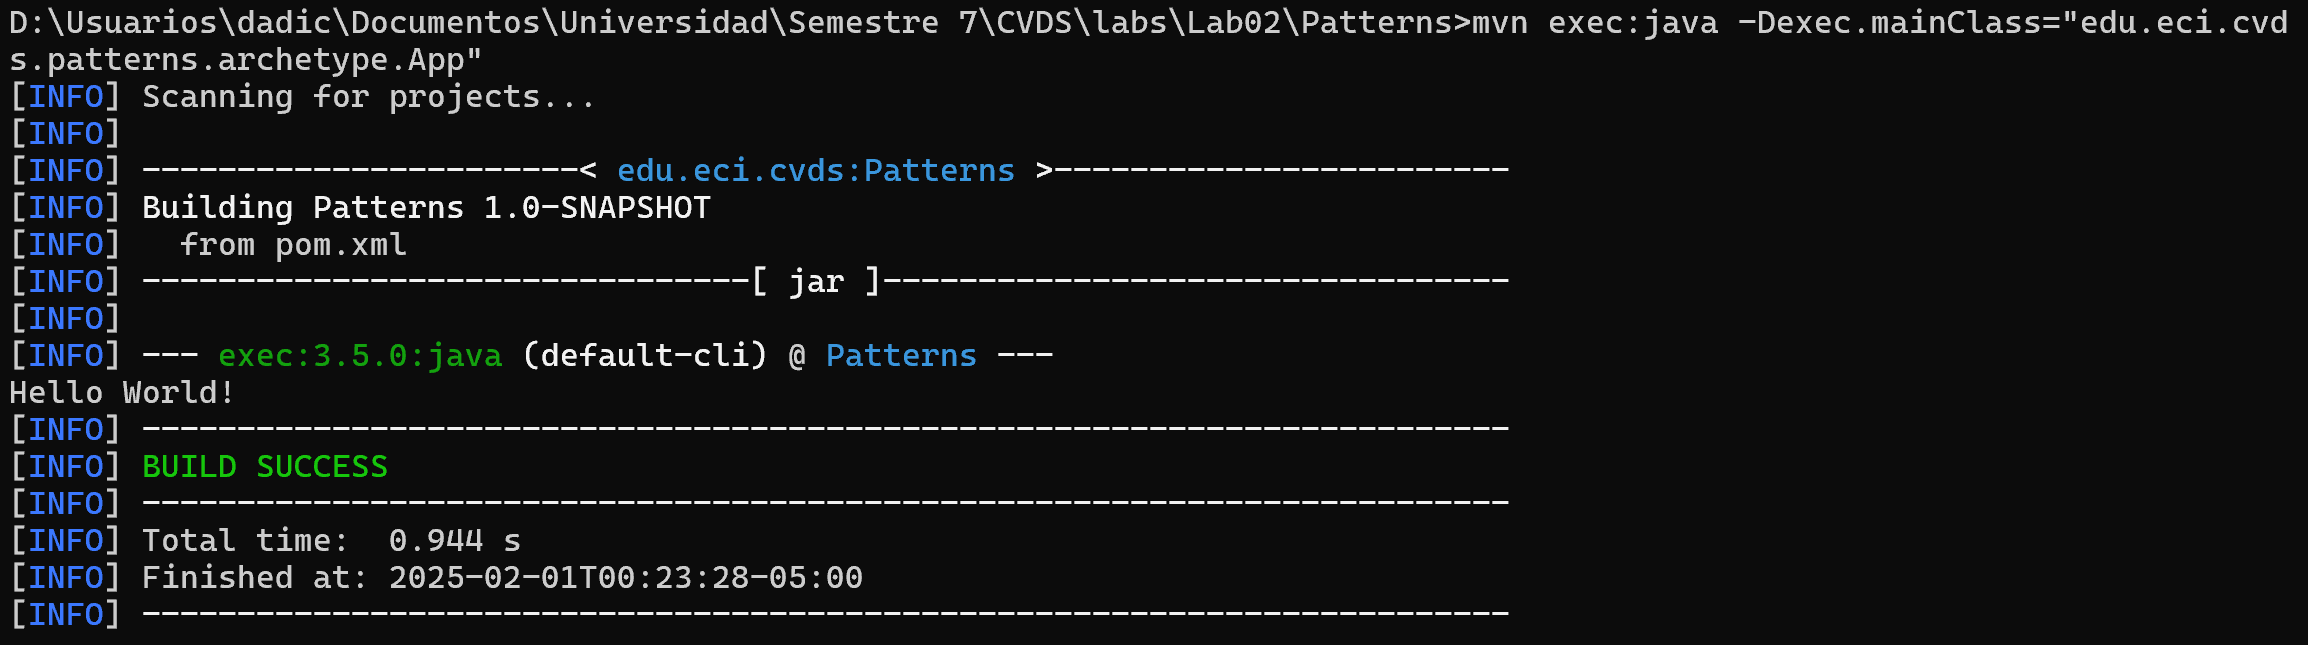 D:\Usuarios\dadic\Documentos\Universidad\Semestre 7\CVDS\labs\Lab02\Patterns>mvn exec:java -Dexec.mainClass="edu.eci.cvd
s.patterns.archetype.App"
[INFO] Scanning for projects...
[INFO]
[INFO] -----------------------< edu.eci.cvds:Patterns >------------------------
[INFO] Building Patterns 1.0-SNAPSHOT
[INFO]   from pom.xml
[INFO] --------------------------------[ jar ]---------------------------------
[INFO]
[INFO] --- exec:3.5.0:java (default-cli) @ Patterns ---
Hello World!
[INFO] ------------------------------------------------------------------------
[INFO] BUILD SUCCESS
[INFO] ------------------------------------------------------------------------
[INFO] Total time:  0.944 s
[INFO] Finished at: 2025-02-01T00:23:28-05:00
[INFO] ------------------------------------------------------------------------